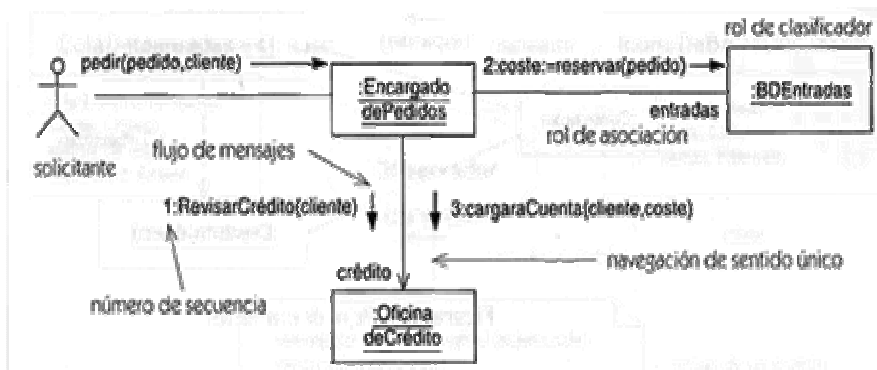 rol de clasificador
pedir(pedido,cliente)
2:coste:=reservar(pedido)
:Encargado
dePedidos
:BDEntradas
entradas
rol de asociación
solicitante
flujo de mensajes
1:RevisarCrédito(cliente)
3:cargaraCuenta(cliente,coste)
navegación de sentido único
crédito
número de secuencia
:Oficina
deCrédito